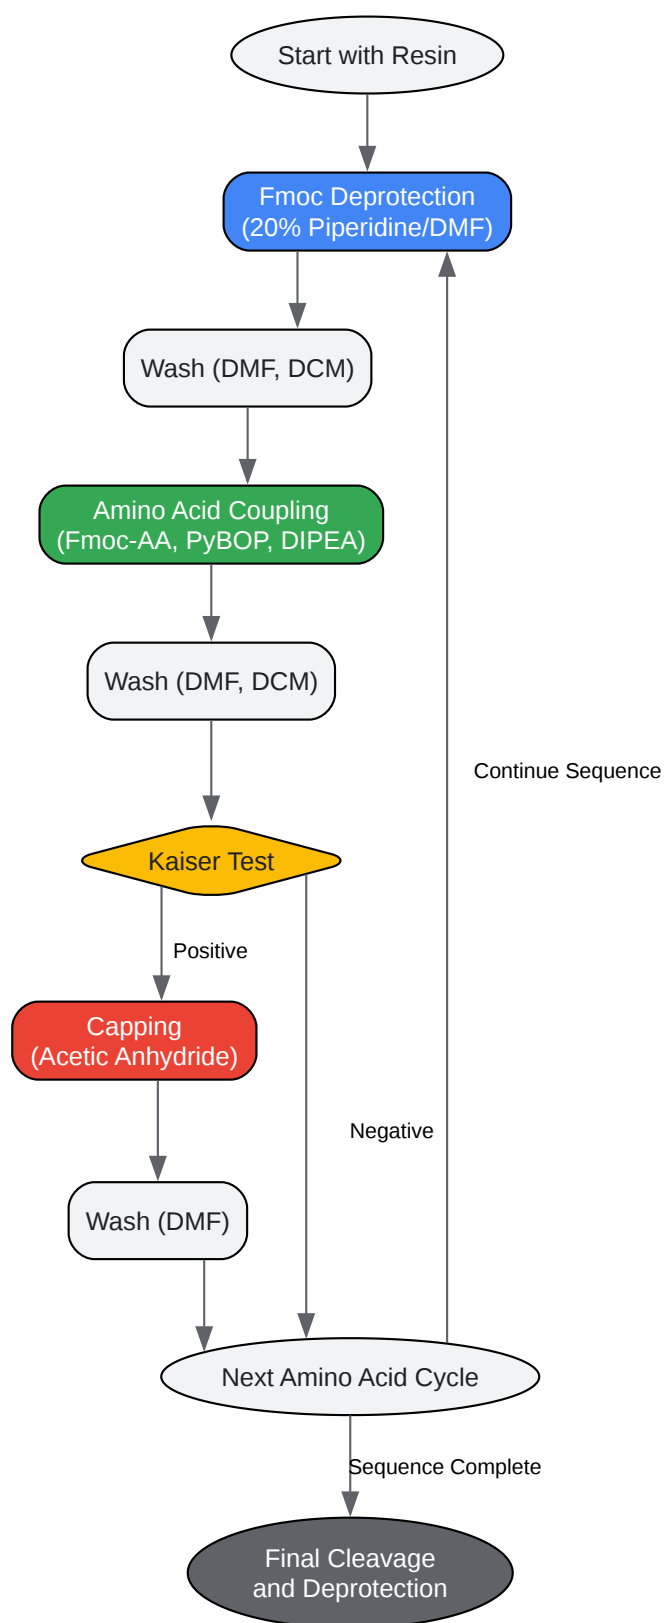 Start with Resin
Fmoc Deprotection
(20% Piperidine/DMF)
Wash (DMF, DCM)
Amino Acid Coupling
(Fmoc-AA, PyBOP, DIPEA)
Wash (DMF, DCM)
Continue Sequence
Kaiser Test
Positive
Capping
(Acetic Anhydride)
Negative
Wash (DMF)
Next Amino Acid Cycle
Sequence Complete
Final Cleavage
and Deprotection